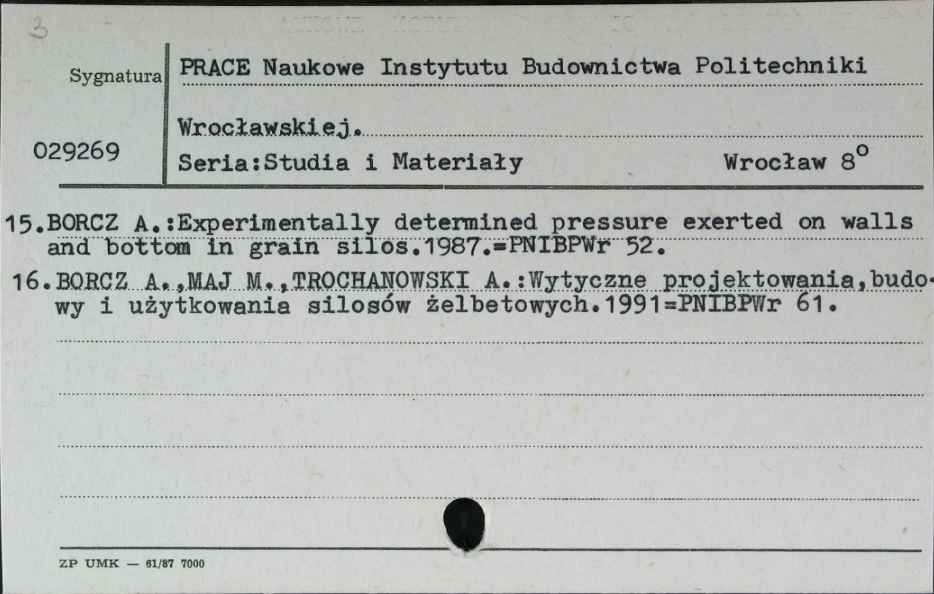 3
Sygnatura PRACE Naukowe Instytutu Budownictwa Politechniki
Wrocławskiej.
029269
Seria:Studia i Materiały Wrocław 8°
15.BORCZ A.:Experimentally determined pressure exerted on walls
and bottom in grain silos.1987.=PNIBPWr 52.
16.BORCZ A.,MAJ M.,TROCHANOWSKI A.:Wytyczne projektowania,budo-
wy i użytkowania silosów żelbetowych.1991=PNIBPWr 61.
ZP UMK — 61/87 7000